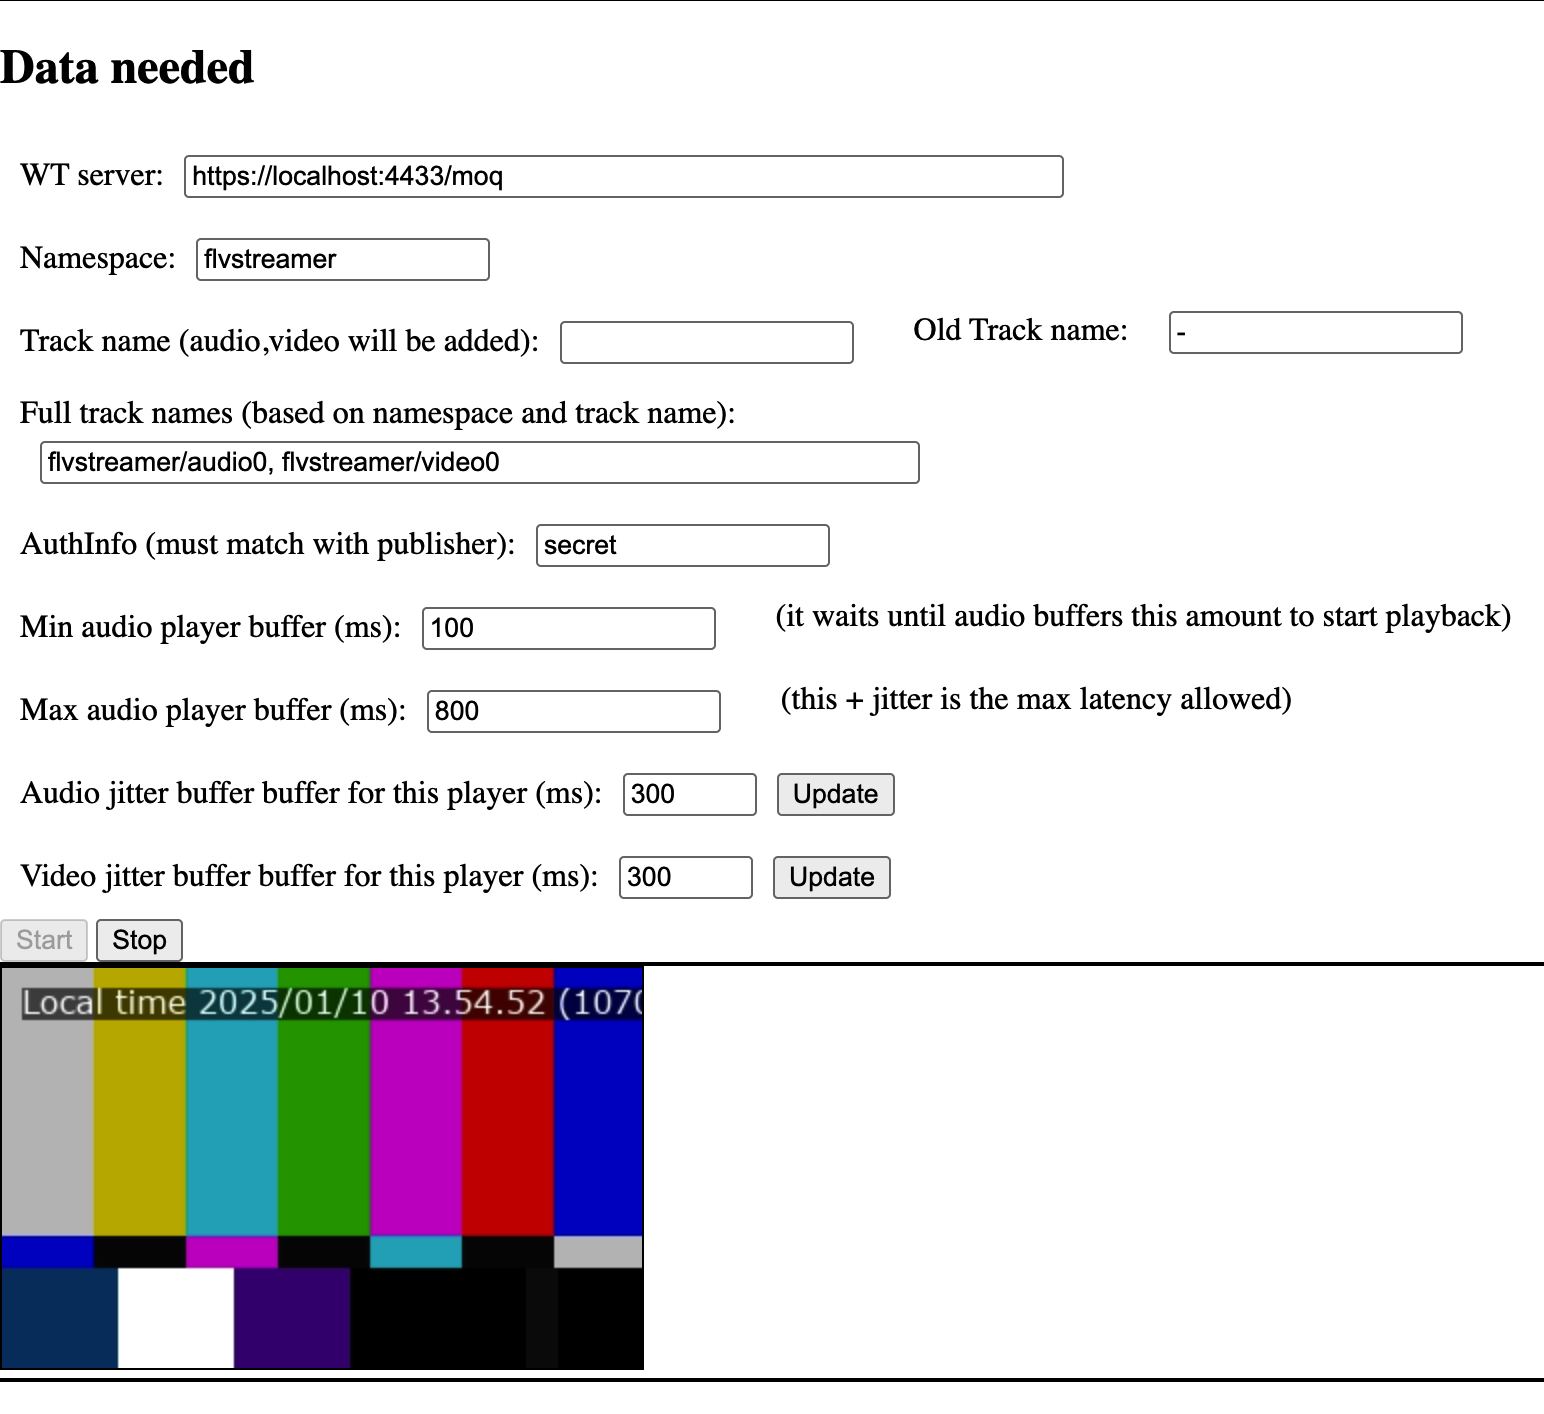 Data needed
WT server: https://localhost:4433/moq
Namespace: flvstreamer
Track name (audio,video will be added): Old Track name: -
Full track names (based on namespace and track name):
flvstreamer/audio0, flvstreamer/video0
AuthInfo (must match with publisher): secret
Min audio player buffer (ms): 100 (it waits until audio buffers this amount to start playback)
Max audio player buffer (ms): 800 (this + jitter is the max latency allowed)
Audio jitter buffer buffer for this player (ms): 300 Update
Video jitter buffer buffer for this player (ms): 300 Update
Start Stop
Local time 2025/01/10 13.54.52 (107